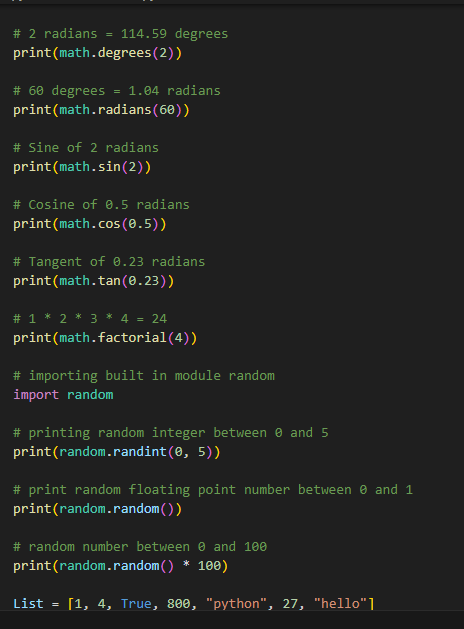 # 2 radians = 114.59 degrees
print(math.degrees(2))
# 60 degrees = 1.04 radians
print(math.radians(60))
# Sine of 2 radians
print(math.sin(2))
# Cosine of 0.5 radians
print(math.cos(0.5))
# Tangent of 0.23 radians
print(math.tan(0.23))
# 1 * 2 * 3 * 4 = 24
print(math.factorial(4))
# importing built in module random
import random
# printing random integer between 0 and 5
print(random.randint(0, 5))
# print random floating point number between 0 and 1
print(random.random())
# random number between 0 and 100
print(random.random() * 100)
List = [1, 4, True, 800, "python", 27, "hello"]